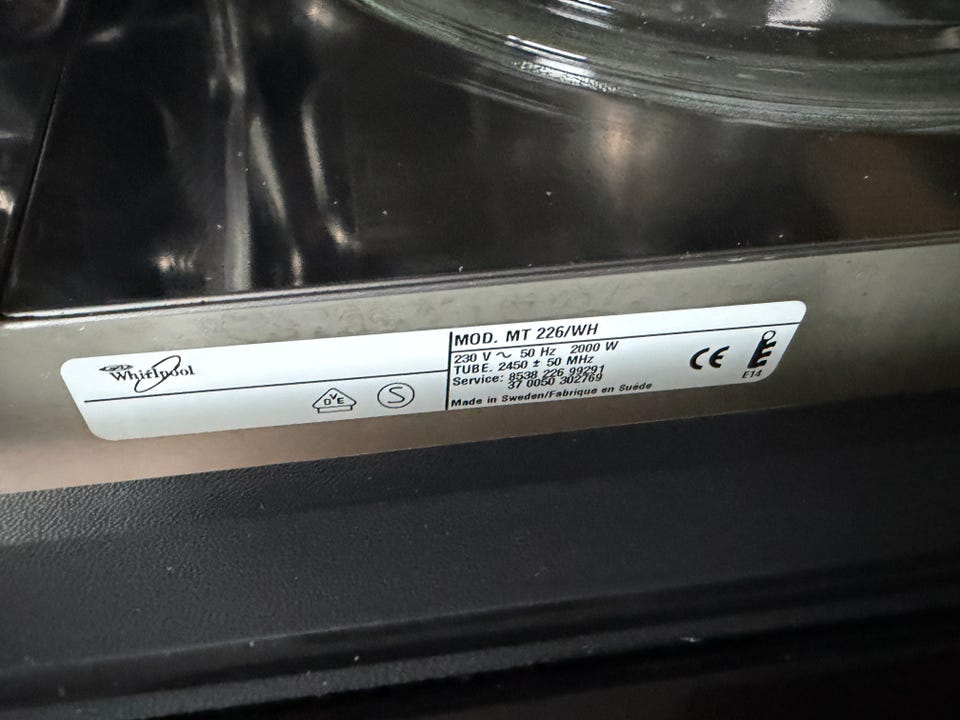 Whirlpool
D V E
S
MOD. MT 226/WH
230 V ~ 50 Hz 2000 W
TUBE. 2450 ± 50 MHz
Service: 8538 226 99291
37 0050 302769
Made in Sweden/Fabrique en Suéde
CE
E14